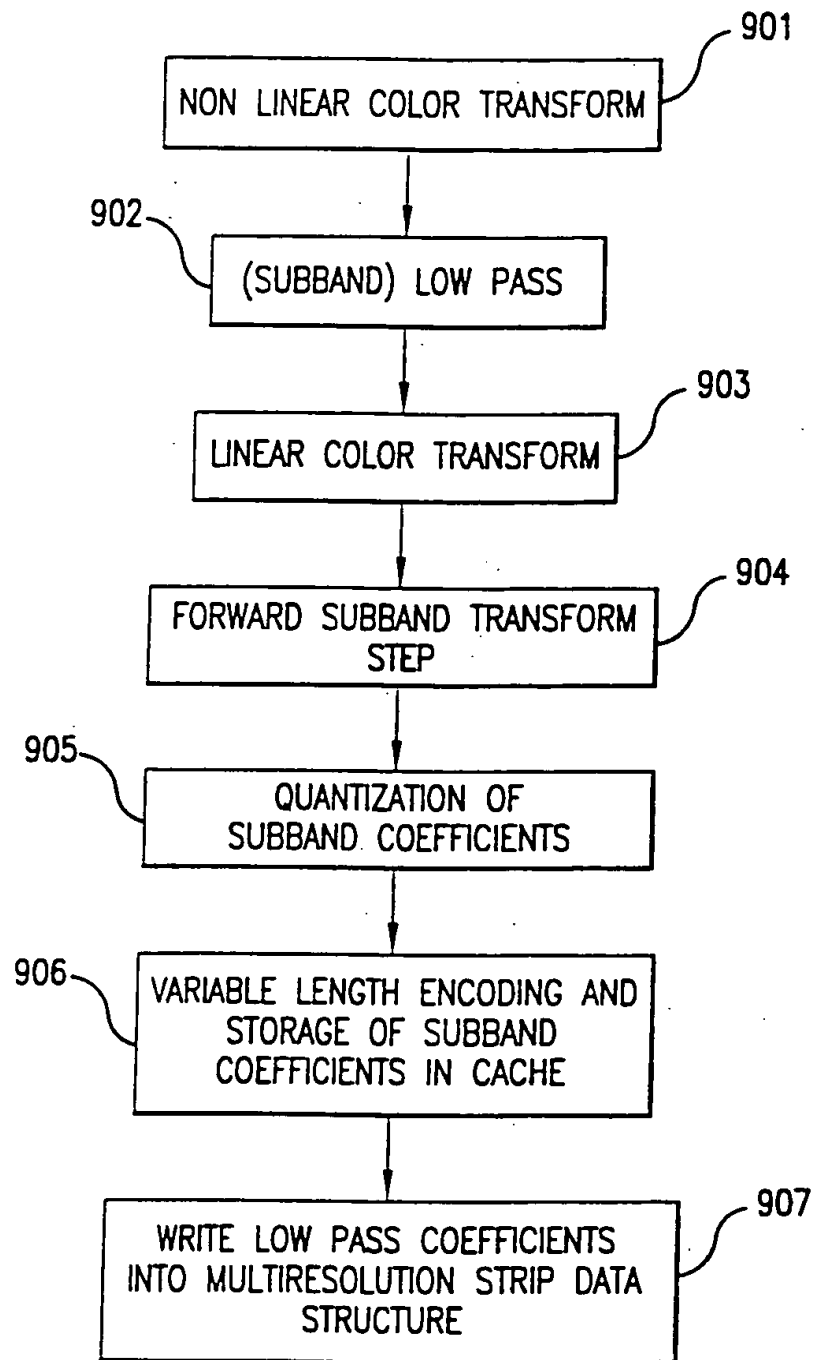 901
NON LINEAR COLOR TRANSFORM
902
(SUBBAND) LOW PASS
903
LINEAR COLOR TRANSFORM
904
FORWARD SUBBAND TRANSFORM
STEP
905
QUANTIZATION OF
SUBBAND COEFFICIENTS
906
VARIABLE LENGTH ENCODING AND
STORAGE OF SUBBAND
COEFFICIENTS IN CACHE
907
WRITE LOW PASS COEFFICIENTS
INTO MULTIRESOLUTION STRIP DATA
STRUCTURE